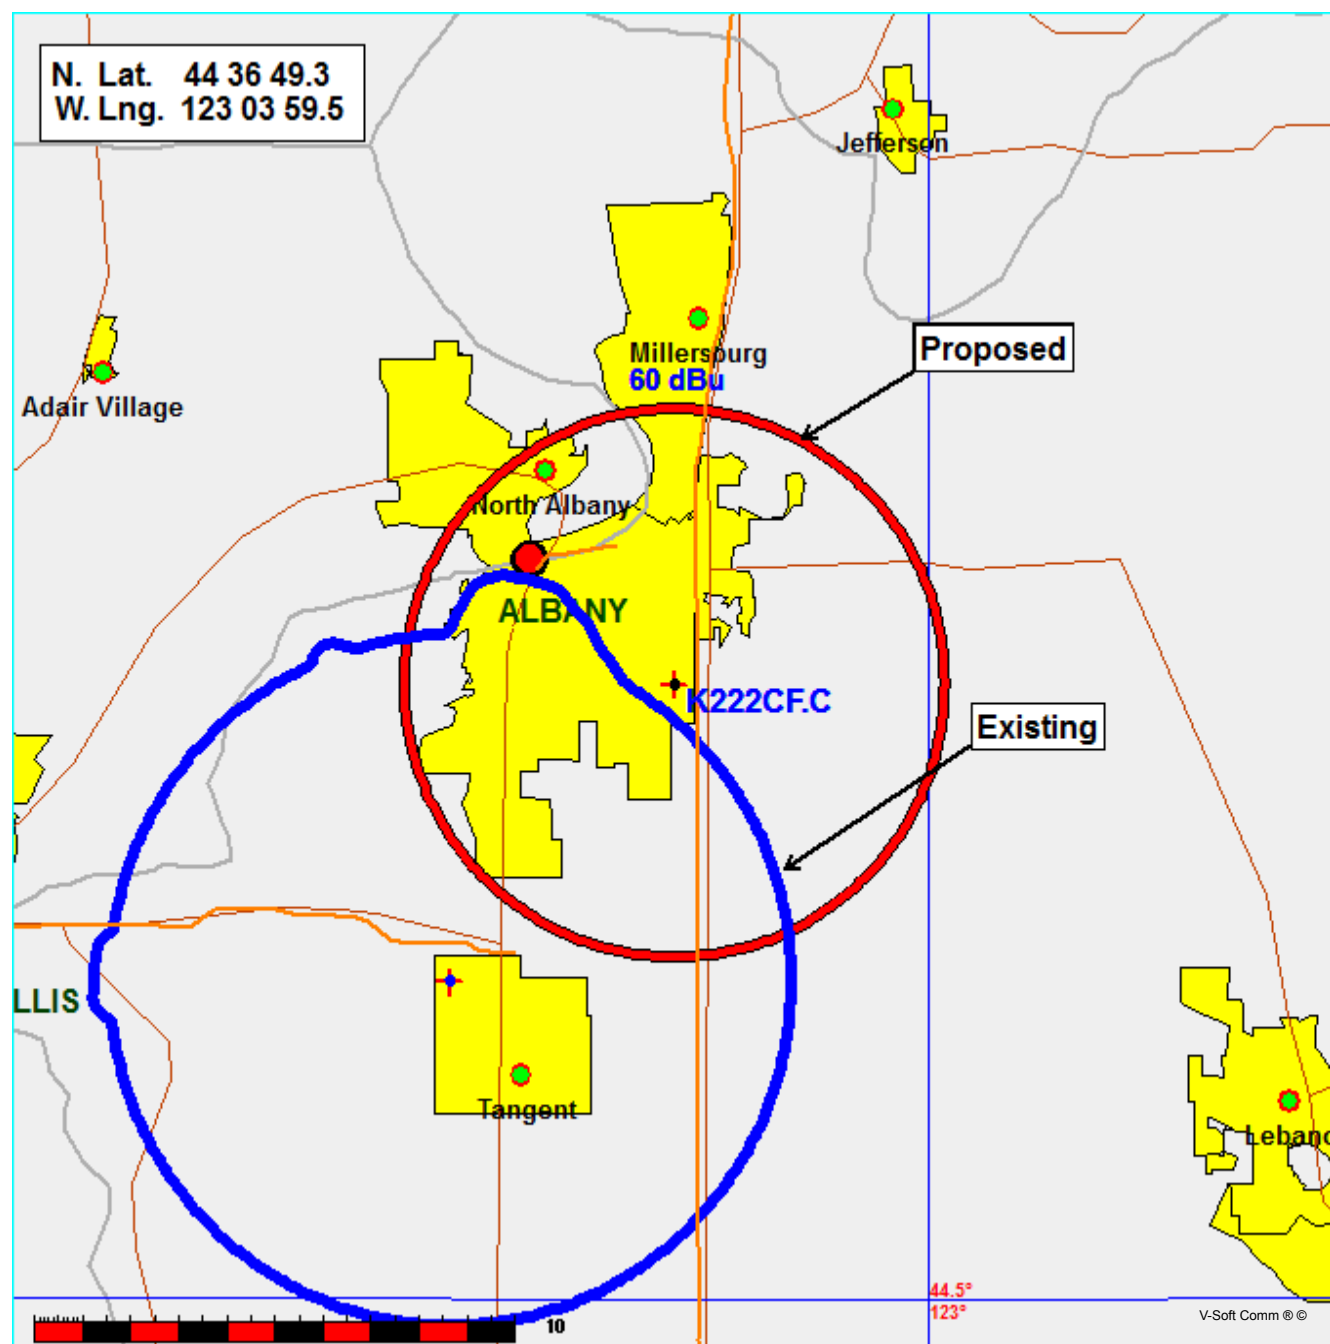 N. Lat. 44 36 49.3
W. Lng. 123 03 59.5
Jefferson
Proposed
Millersburg
60 dBu
Adair Village
North Albany
ALBANY
K222CF.C
Existing
LLIS
Tangent
Lebano
44.5°
123°
10
V-Soft Comm ® ©